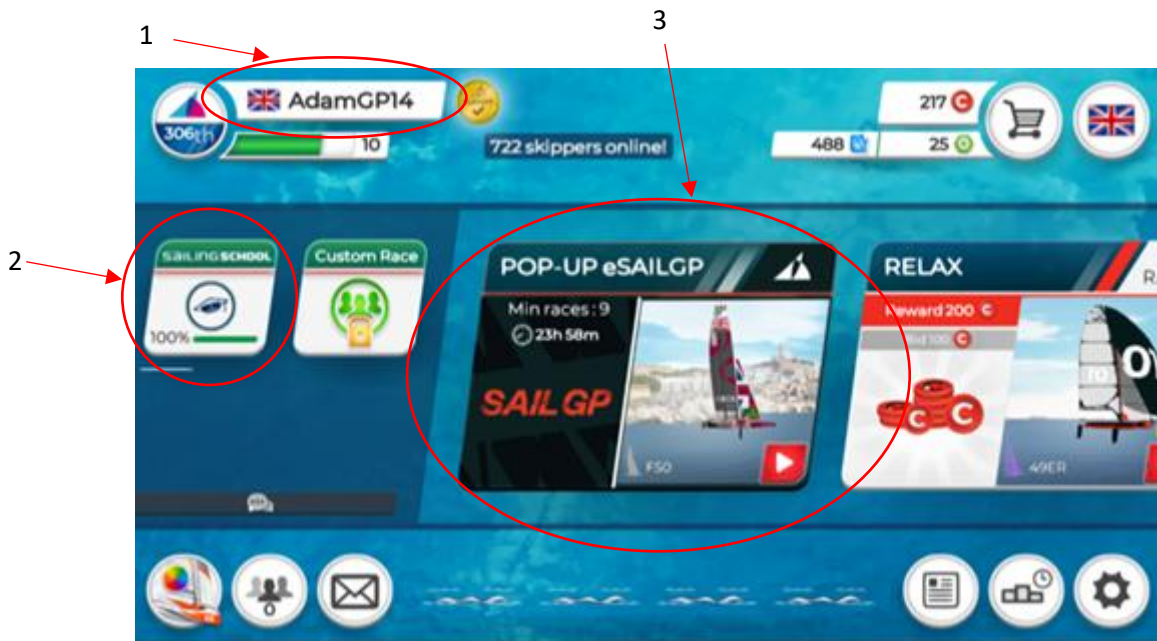 1
3
AdamGP14
306th
10
722 skippers online!
217
488
25
2
SAILING SCHOOL
100%
Custom Race
POP-UP eSAILGP
Min races : 9
23h 58m
SAIL GP
F50
RELAX
Reward 200
49ER